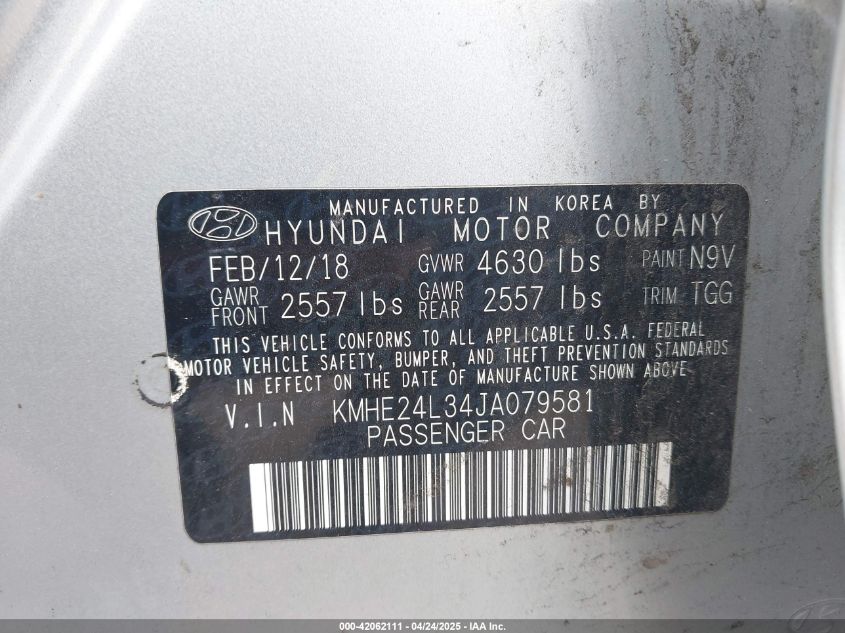 MANUFACTURED IN KOREA BY
HYUNDAI MOTOR COMPANY
FEB/12/18 GVWR 4630 lbs PAINT N9V
GAWR FRONT 2557 lbs GAWR REAR 2557 lbs TRIM TGG
THIS VEHICLE CONFORMS TO ALL APPLICABLE U.S.A. FEDERAL
MOTOR VEHICLE SAFETY, BUMPER, AND THEFT PREVENTION STANDARDS
IN EFFECT ON THE DATE OF MANUFACTURE SHOWN ABOVE.
V.I.N KMHE24L34JA079581
PASSENGER CAR
000-42062111 - 04/24/2025 - IAA Inc.